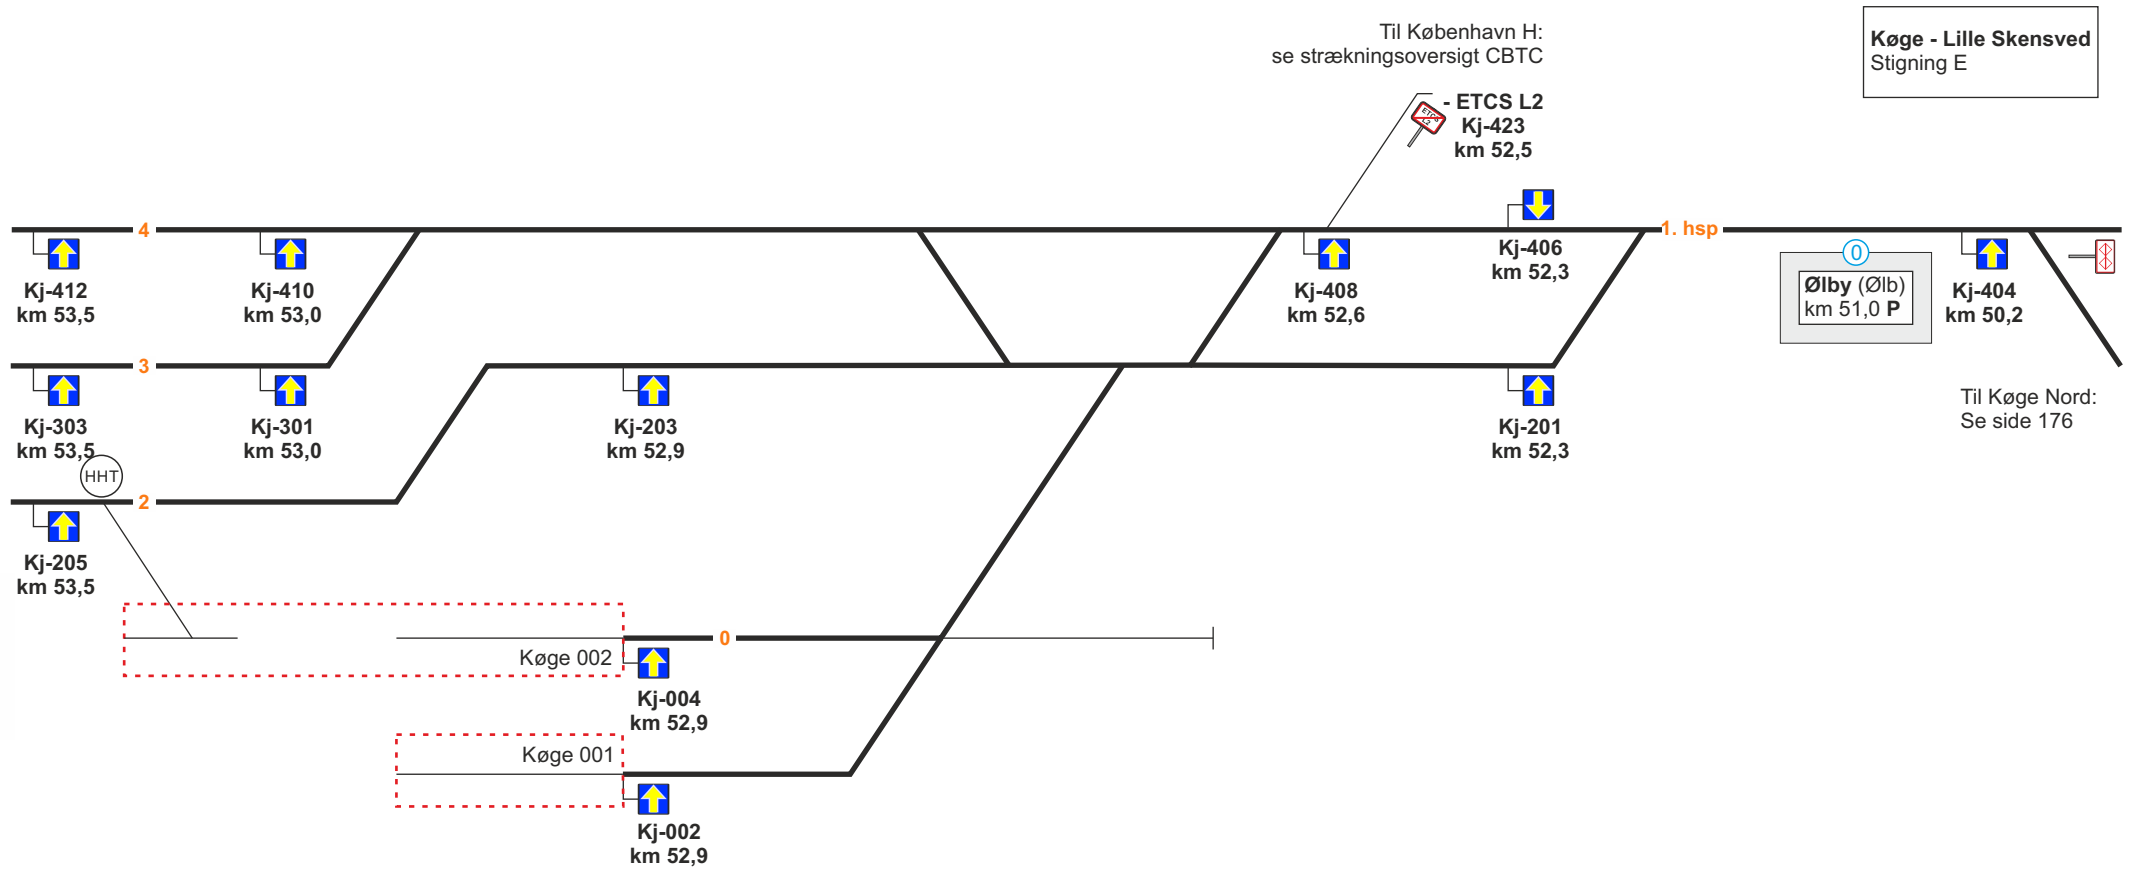 Til København H:
se strækningsoversigt CBTC
Køge - Lille Skensved
Stigning E
- ETCS L2
Kj-423
km 52,5
ETCS
L2
4
1. hsp
Kj-412
km 53,5
Kj-410
km 53,0
Kj-408
km 52,6
Kj-406
km 52,3
0
Ølby (Ølb)
km 51,0 P
Kj-404
km 50,2
3
Kj-303
km 53,5
Kj-301
km 53,0
Kj-203
km 52,9
Kj-201
km 52,3
Til Køge Nord:
Se side 176
HHT
2
Kj-205
km 53,5
0
Køge 002
Kj-004
km 52,9
Køge 001
Kj-002
km 52,9